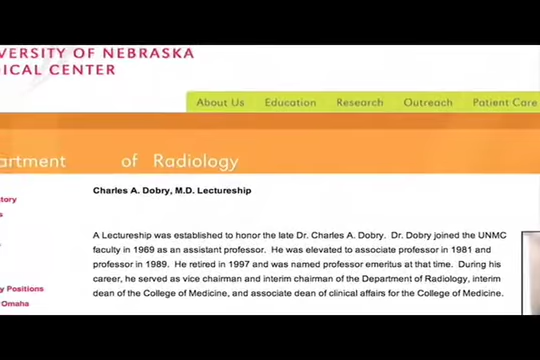 VERSITY OF NEBRASKA
ICAL CENTER
About Us Education Research Outreach Patient Care
artment of Radiology
Charles A. Dobry, M.D. Lectureship
A Lectureship was established to honor the late Dr. Charles A. Dobry. Dr. Dobry joined the UNMC
faculty in 1969 as an assistant professor. He was elevated to associate professor in 1981 and
professor in 1989. He retired in 1997 and was named professor emeritus at that time. During his
career, he served as vice chairman and interim chairman of the Department of Radiology, interim
dean of the College of Medicine, and associate dean of clinical affairs for the College of Medicine.
tory
s
y Positions
Omaha